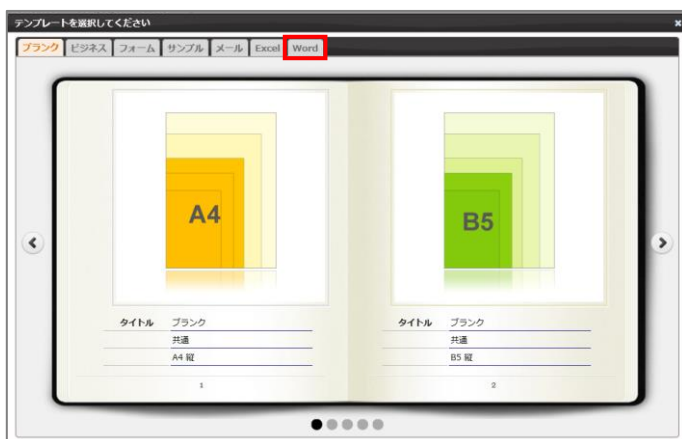 テンプレートを選択してください
ブランク ビジネス フォーム サンプル メール Excel Word
A4
B5
タイトル ブランク
共通
A4 縦
タイトル ブランク
共通
B5 縦
1
2